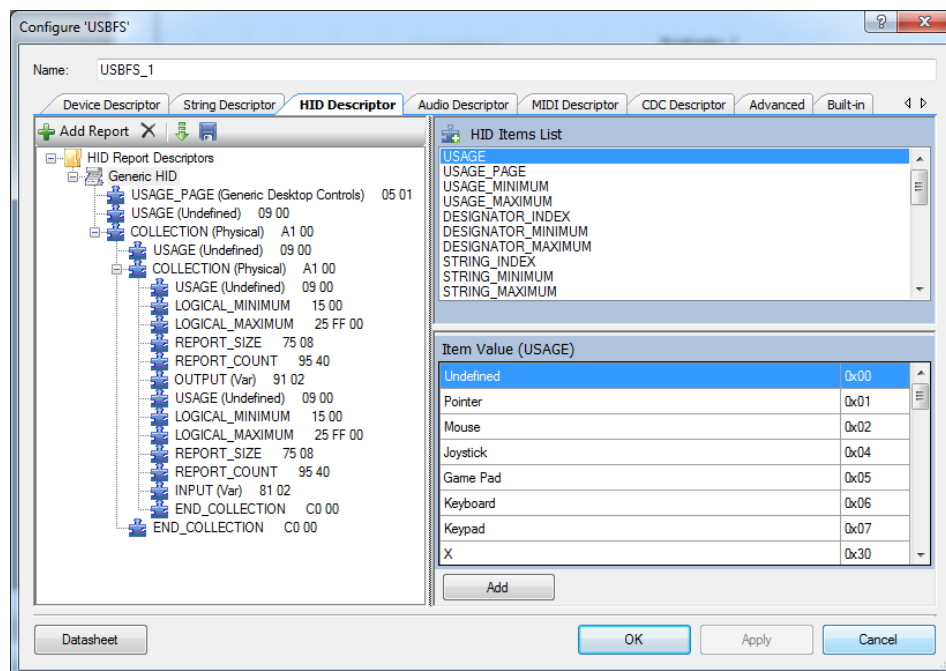 Configure 'USBFS'
Name: USBFS_1
Device Descriptor String Descriptor HID Descriptor Audio Descriptor MIDI Descriptor CDC Descriptor Advanced Built-in
Add Report
HID Report Descriptors
Generic HID
USAGE_PAGE (Generic Desktop Controls) 05 01
USAGE (Undefined) 09 00
COLLECTION (Physical) A1 00
USAGE (Undefined) 09 00
COLLECTION (Physical) A1 00
USAGE (Undefined) 09 00
LOGICAL_MINIMUM 15 00
LOGICAL_MAXIMUM 25 FF 00
REPORT_SIZE 75 08
REPORT_COUNT 95 40
OUTPUT (Var) 91 02
USAGE (Undefined) 09 00
LOGICAL_MINIMUM 15 00
LOGICAL_MAXIMUM 25 FF 00
REPORT_SIZE 75 08
REPORT_COUNT 95 40
INPUT (Var) 81 02
END_COLLECTION C0 00
END_COLLECTION C0 00
HID Items List
USAGE
USAGE_PAGE
USAGE_MINIMUM
USAGE_MAXIMUM
DESIGNATOR_INDEX
DESIGNATOR_MINIMUM
DESIGNATOR_MAXIMUM
STRING_INDEX
STRING_MINIMUM
STRING_MAXIMUM
Item Value (USAGE)
Undefined 0x00
Pointer 0x01
Mouse 0x02
Joystick 0x04
Game Pad 0x05
Keyboard 0x06
Keypad 0x07
X 0x30
Add
Datasheet OK Apply Cancel